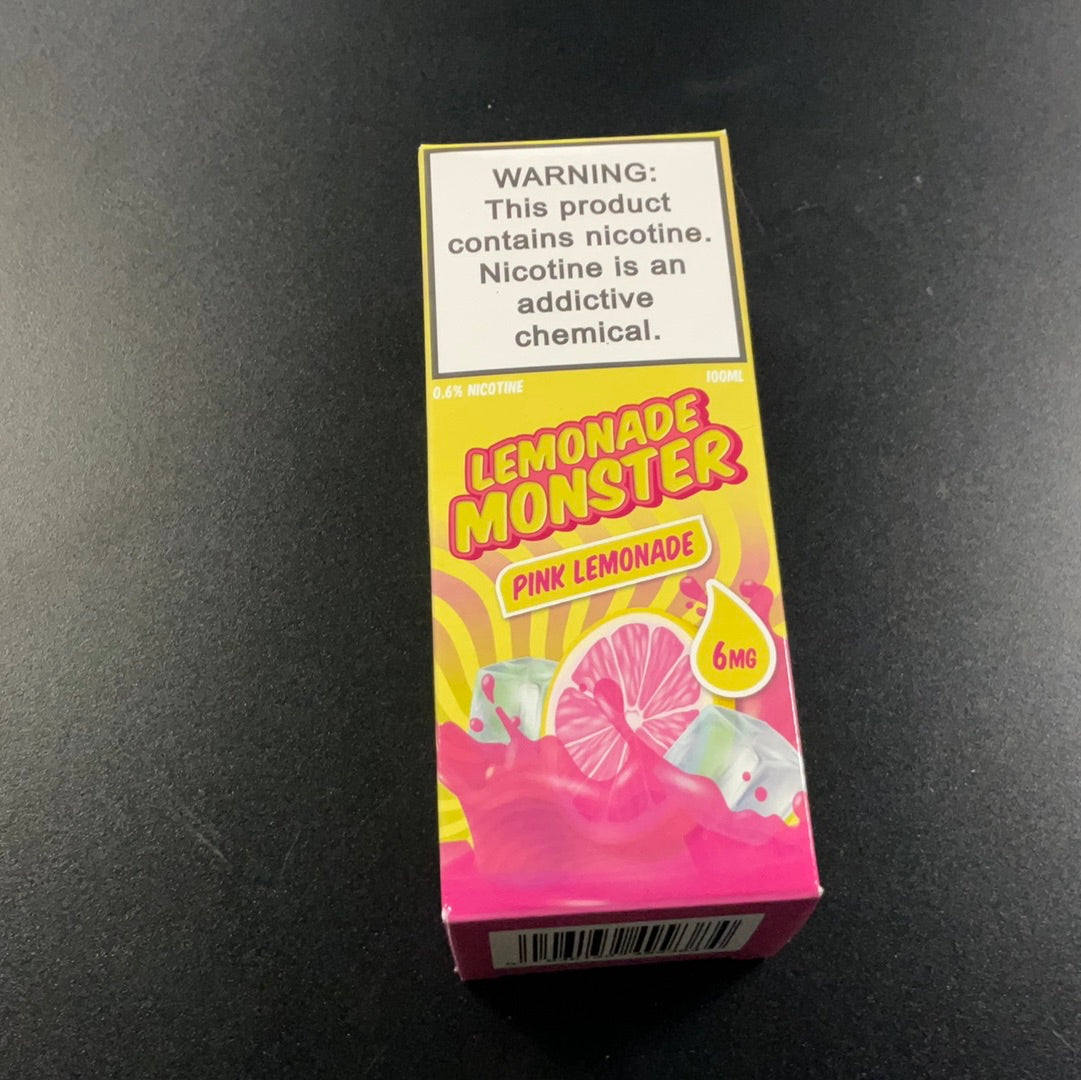 WARNING:
This product
contains nicotine.
Nicotine is an
addictive
chemical.
0.6% NICOTINE
100ML
LEMONADE
MONSTER
PINK LEMONADE
6MG